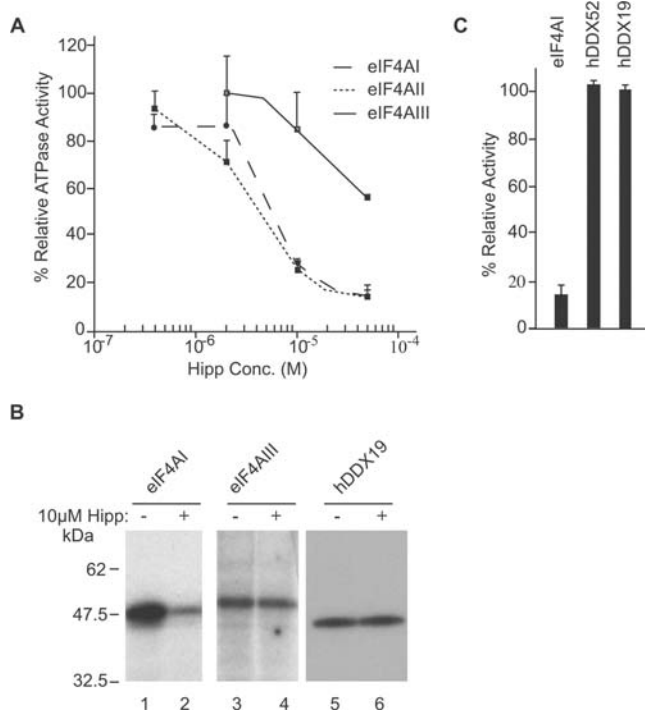 A
120
100
80
60
40
20
0
% Relative ATPase Activity
10-7
10-6
10-5
10-4
Hipp Conc. (M)
eIF4AI
eIF4AII
eIF4AIII
C
eIF4AI
hDDX52
hDDX19
100
80
60
40
20
0
% Relative Activity
B
eIF4AI
eIF4AIII
hDDX19
10µM Hipp: - + - + - +
kDa
62
47.5
32.5
1 2 3 4 5 6